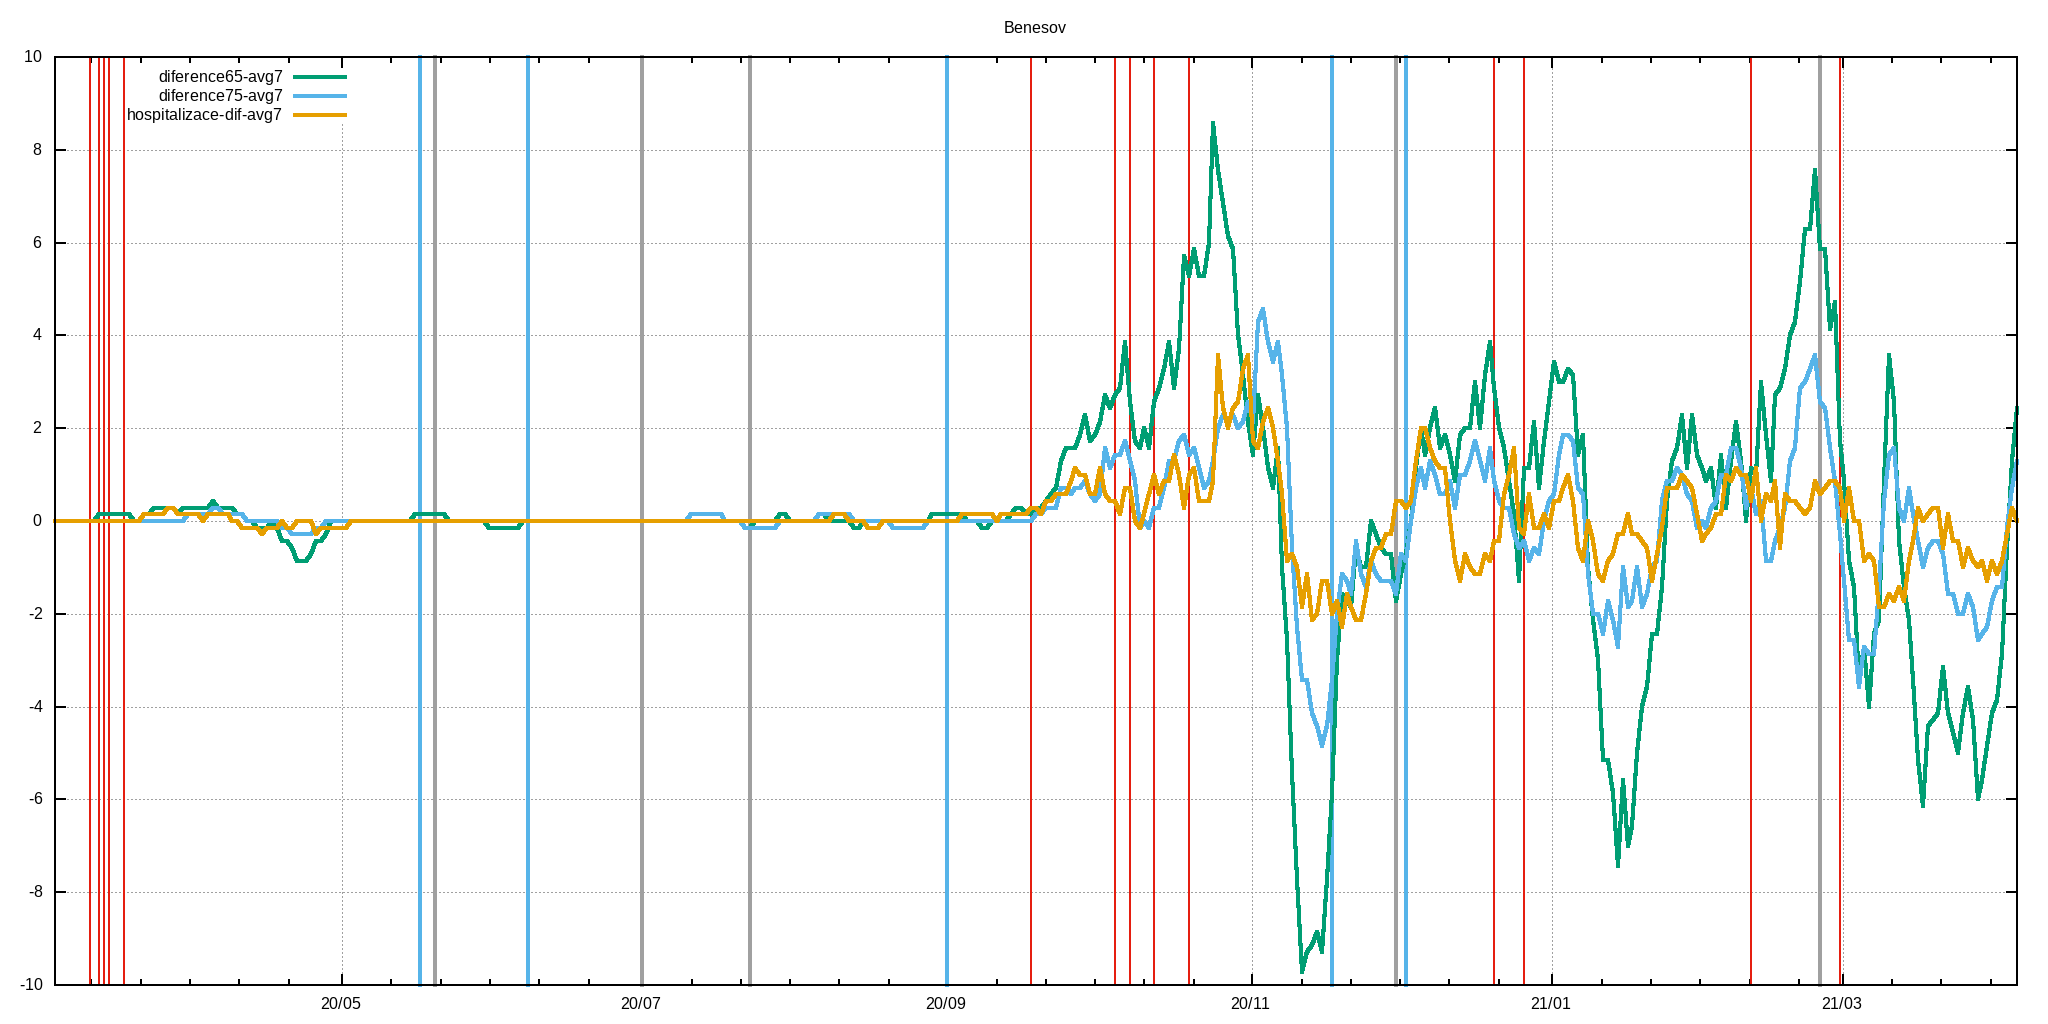 Benesov
diference65-avg7
diference75-avg7
hospitalizace-dif-avg7
10
8
6
4
2
0
-2
-4
-6
-8
-10
20/05 20/07 20/09 20/11 21/01 21/03